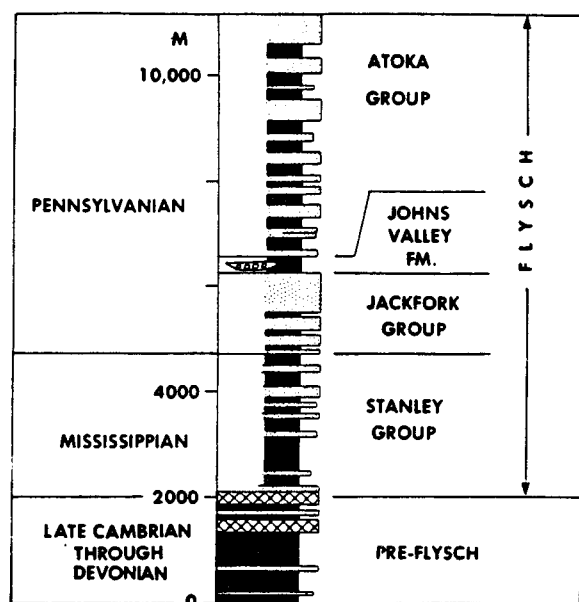 M
10,000
ATOKA
GROUP
PENNSYLVANIAN
JOHNS
VALLEY
FM.
FLYSCH
JACKFORK
GROUP
4000
STANLEY
GROUP
MISSISSIPPIAN
2000
LATE CAMBRIAN
THROUGH
DEVONIAN
PRE-FLYSCH
0